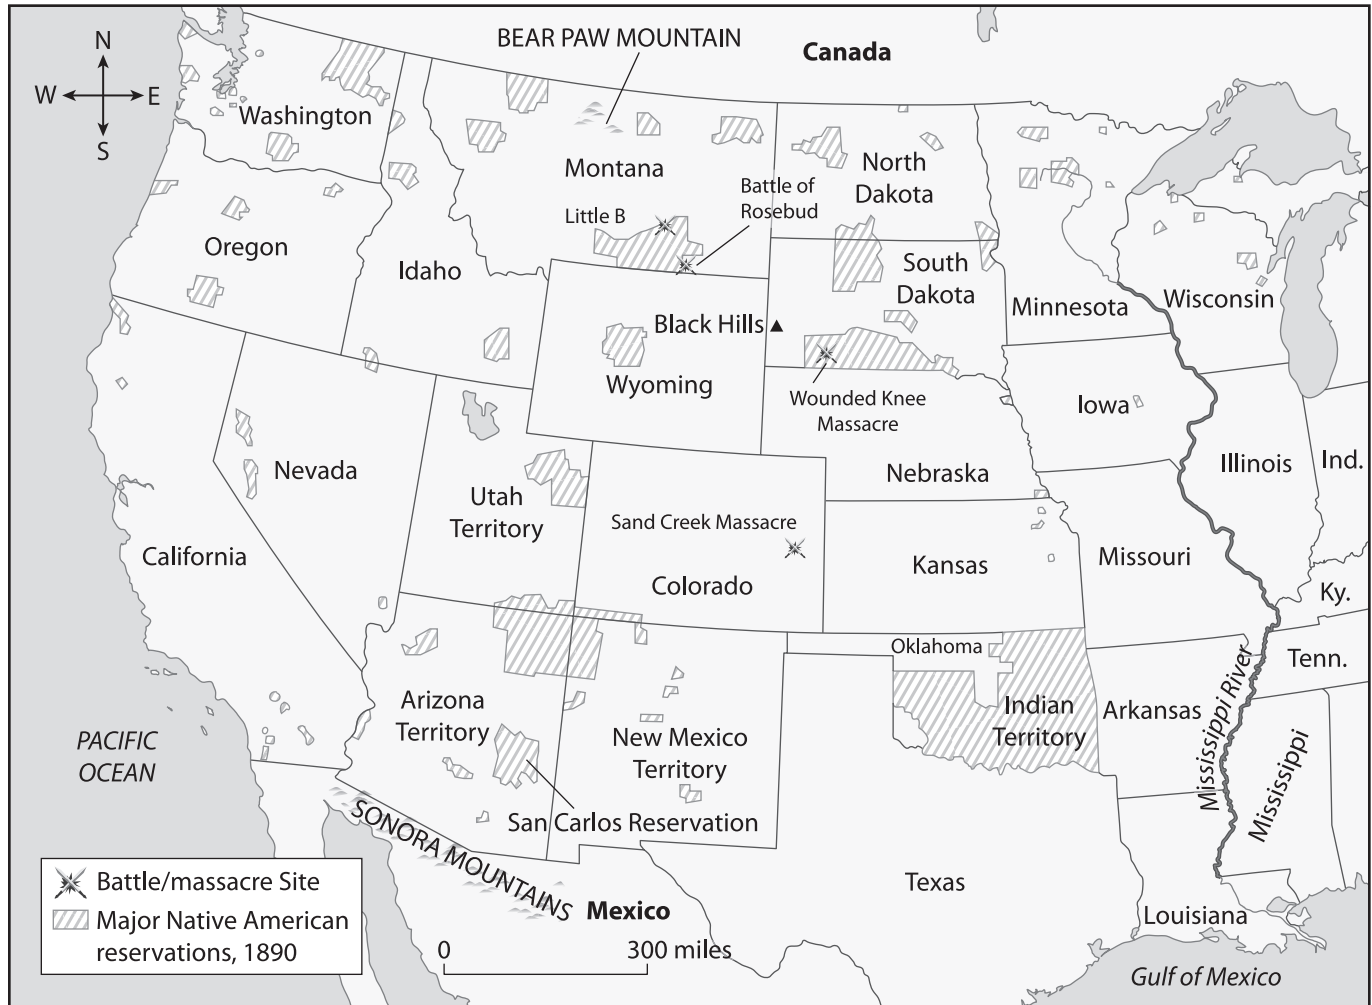 BEAR PAW MOUNTAIN
Canada
N
W
E
S
Washington
Montana
North
Dakota
Battle of
Rosebud
Little B
Oregon
Idaho
South
Dakota
Minnesota
Wisconsin
Black Hills
Wyoming
Wounded Knee
Massacre
Iowa
Nebraska
Illinois
Ind.
Nevada
Utah
Territory
Sand Creek Massacre
California
Colorado
Kansas
Missouri
Ky.
Oklahoma
Tenn.
Arizona
Territory
New Mexico
Territory
Indian
Territory
Arkansas
Mississippi River
Mississippi
PACIFIC
OCEAN
San Carlos Reservation
SONORA MOUNTAINS
Mexico
Texas
Louisiana
Gulf of Mexico
Battle/massacre Site
Major Native American
reservations, 1890
0
300 miles